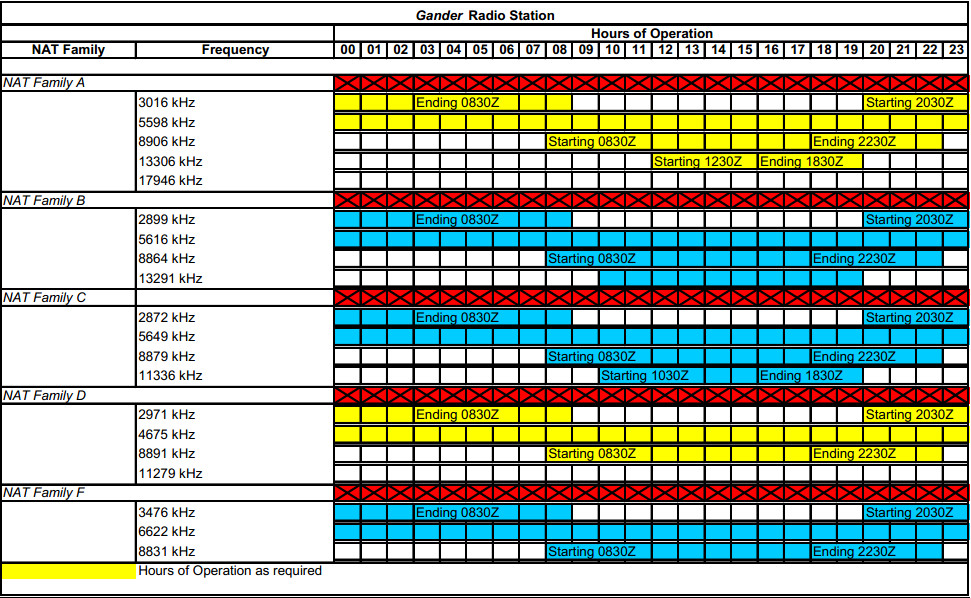 Gander Radio Station
Hours of Operation
NAT Family Frequency 00 01 02 03 04 05 06 07 08 09 10 11 12 13 14 15 16 17 18 19 20 21 22 23
NAT Family A
3016 kHz Ending 0830Z Starting 2030Z
5598 kHz
8906 kHz Starting 0830Z Ending 2230Z
13306 kHz Starting 1230Z Ending 1830Z
17946 kHz
NAT Family B
2899 kHz Ending 0830Z Starting 2030Z
5616 kHz
8864 kHz Starting 0830Z Ending 2230Z
13291 kHz
NAT Family C
2872 kHz Ending 0830Z Starting 2030Z
5649 kHz
8879 kHz Starting 0830Z Ending 2230Z
11336 kHz Starting 1030Z Ending 1830Z
NAT Family D
2971 kHz Ending 0830Z Starting 2030Z
4675 kHz
8891 kHz Starting 0830Z Ending 2230Z
11279 kHz
NAT Family F
3476 kHz Ending 0830Z Starting 2030Z
6622 kHz
8831 kHz Starting 0830Z Ending 2230Z
Hours of Operation as required